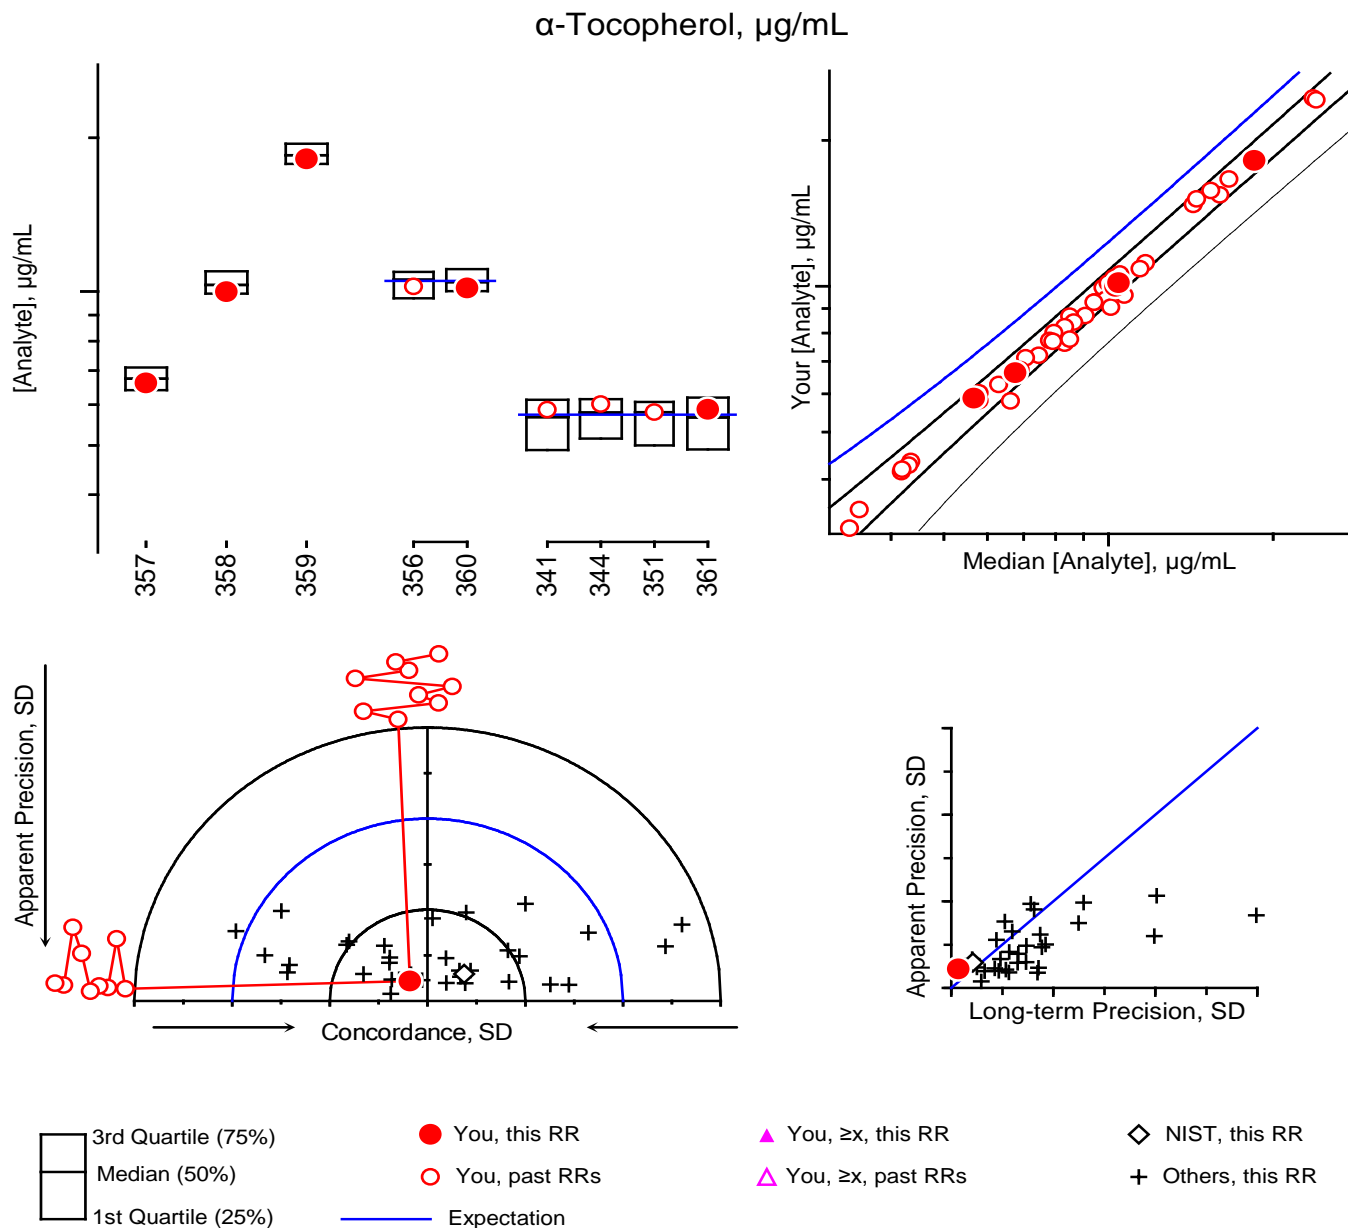 α-Tocopherol, µg/mL
[Analyte], µg/mL
357
358
359
356
360
341
344
351
361
Your [Analyte], µg/mL
Median [Analyte], µg/mL
Apparent Precision, SD
Concordance, SD
Apparent Precision, SD
Long-term Precision, SD
3rd Quartile (75%)
Median (50%)
1st Quartile (25%)
You, this RR
You, past RRs
Expectation
You, ≥x, this RR
You, ≥x, past RRs
NIST, this RR
Others, this RR